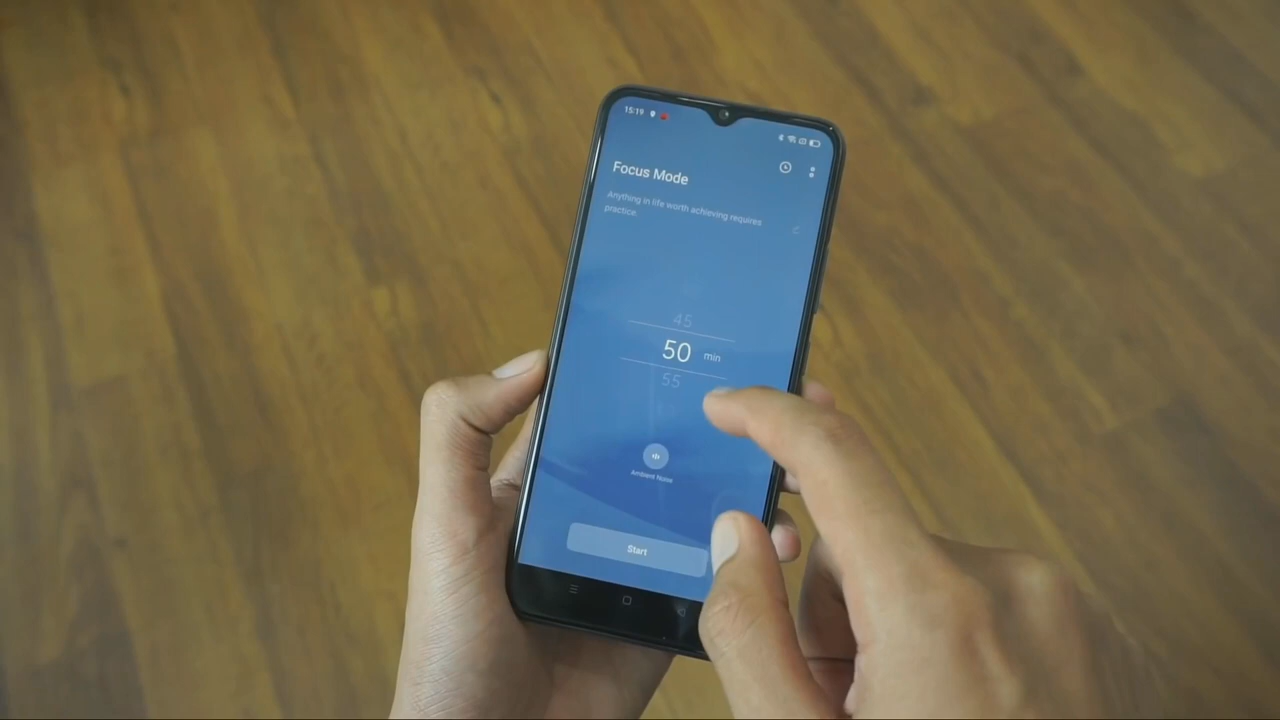 15:19
Focus Mode
Anything in life worth achieving requires
practice.
45
50 min
55
Ambient Noise
Start